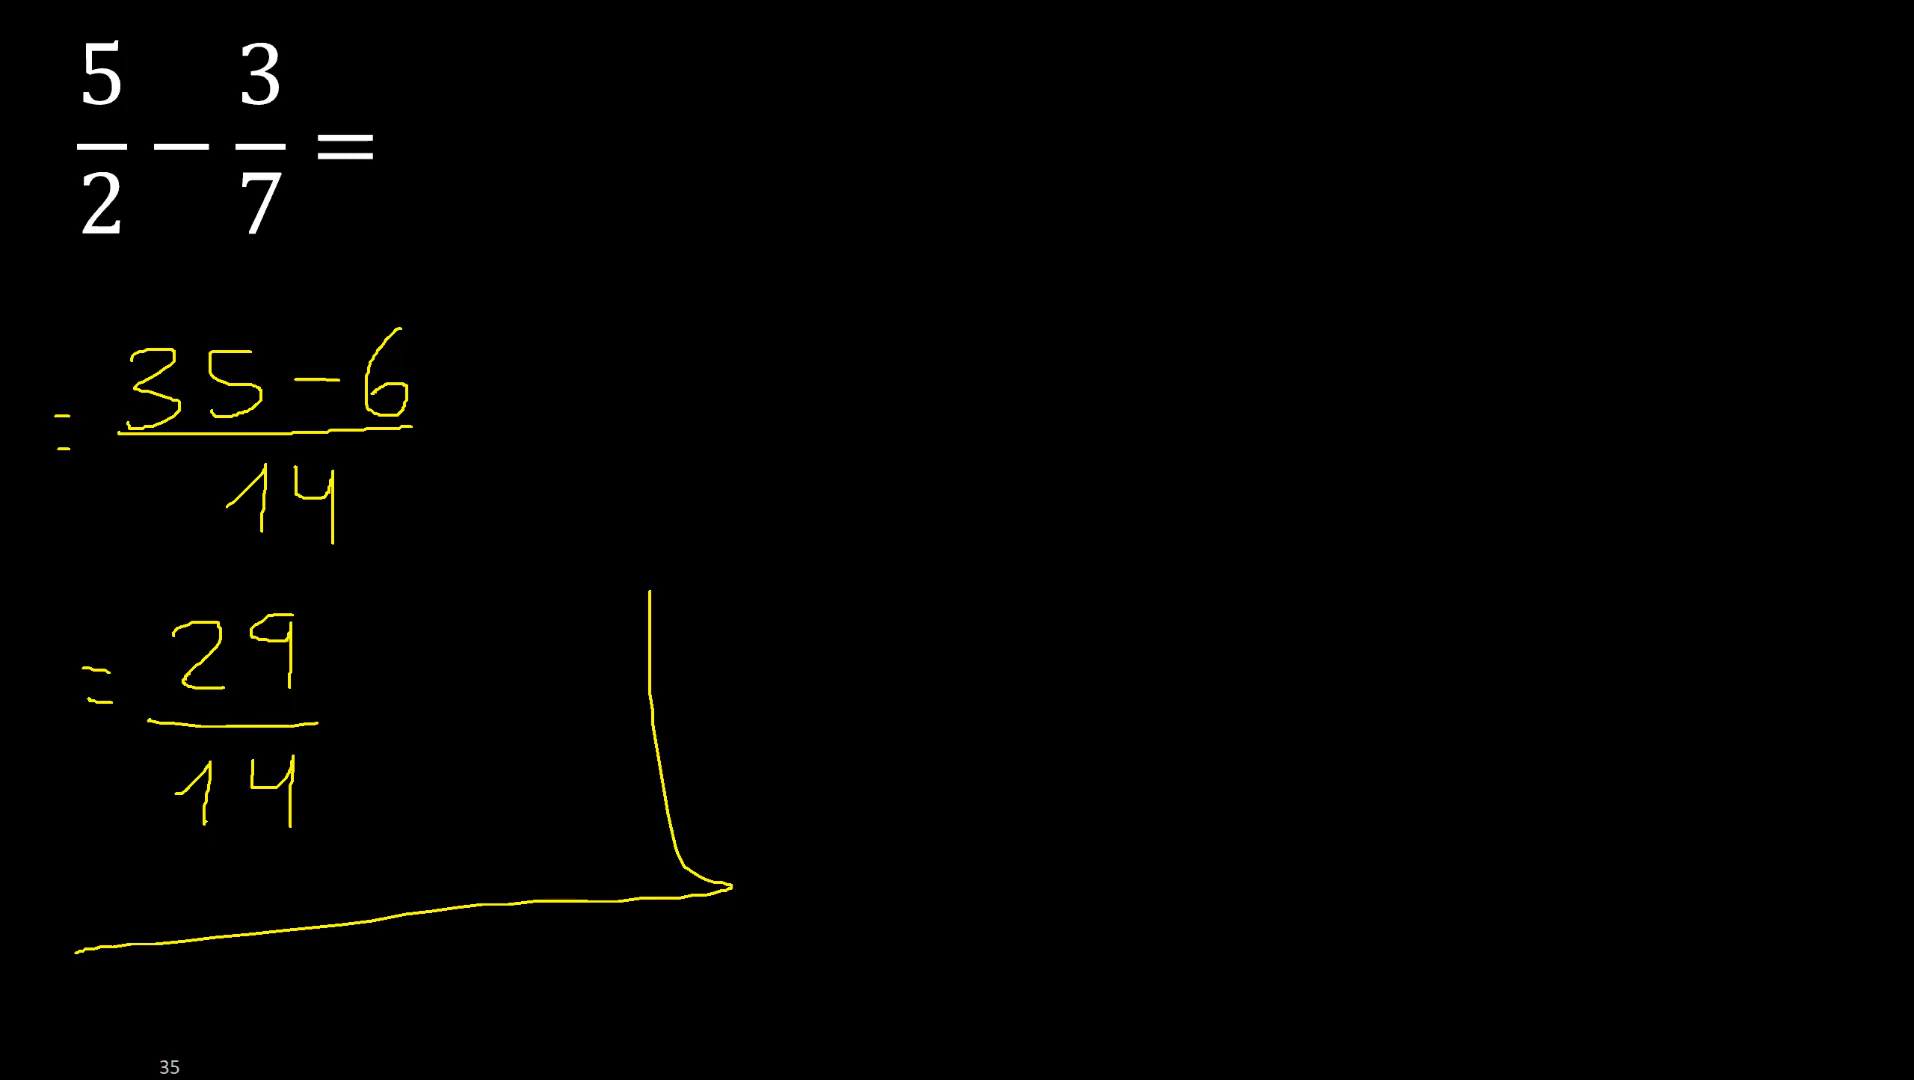 5/2 − 3/7 =
= 35 − 6 / 14
= 29 / 14
35